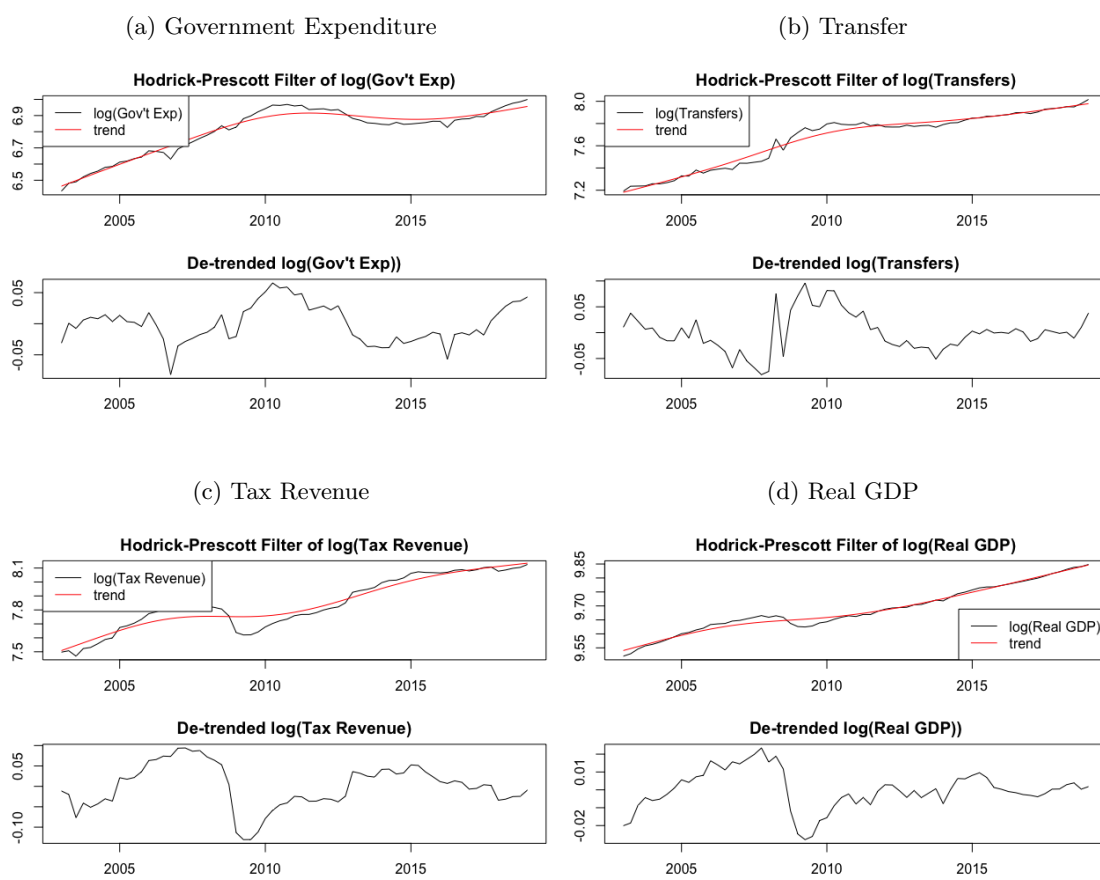 (a) Government Expenditure
Hodrick-Prescott Filter of log(Gov't Exp)
log(Gov't Exp)
trend
6.5 6.7 6.9
2005 2010 2015
De-trended log(Gov't Exp))
-0.05 0.05
2005 2010 2015
(b) Transfer
Hodrick-Prescott Filter of log(Transfers)
log(Transfers)
trend
7.2 7.6 8.0
2005 2010 2015
De-trended log(Transfers)
-0.05 0.05
2005 2010 2015
(c) Tax Revenue
Hodrick-Prescott Filter of log(Tax Revenue)
log(Tax Revenue)
trend
7.5 7.8 8.1
2005 2010 2015
De-trended log(Tax Revenue)
-0.10 0.05
2005 2010 2015
(d) Real GDP
Hodrick-Prescott Filter of log(Real GDP)
log(Real GDP)
trend
9.55 9.70 9.85
2005 2010 2015
De-trended log(Real GDP))
-0.02 0.01
2005 2010 2015